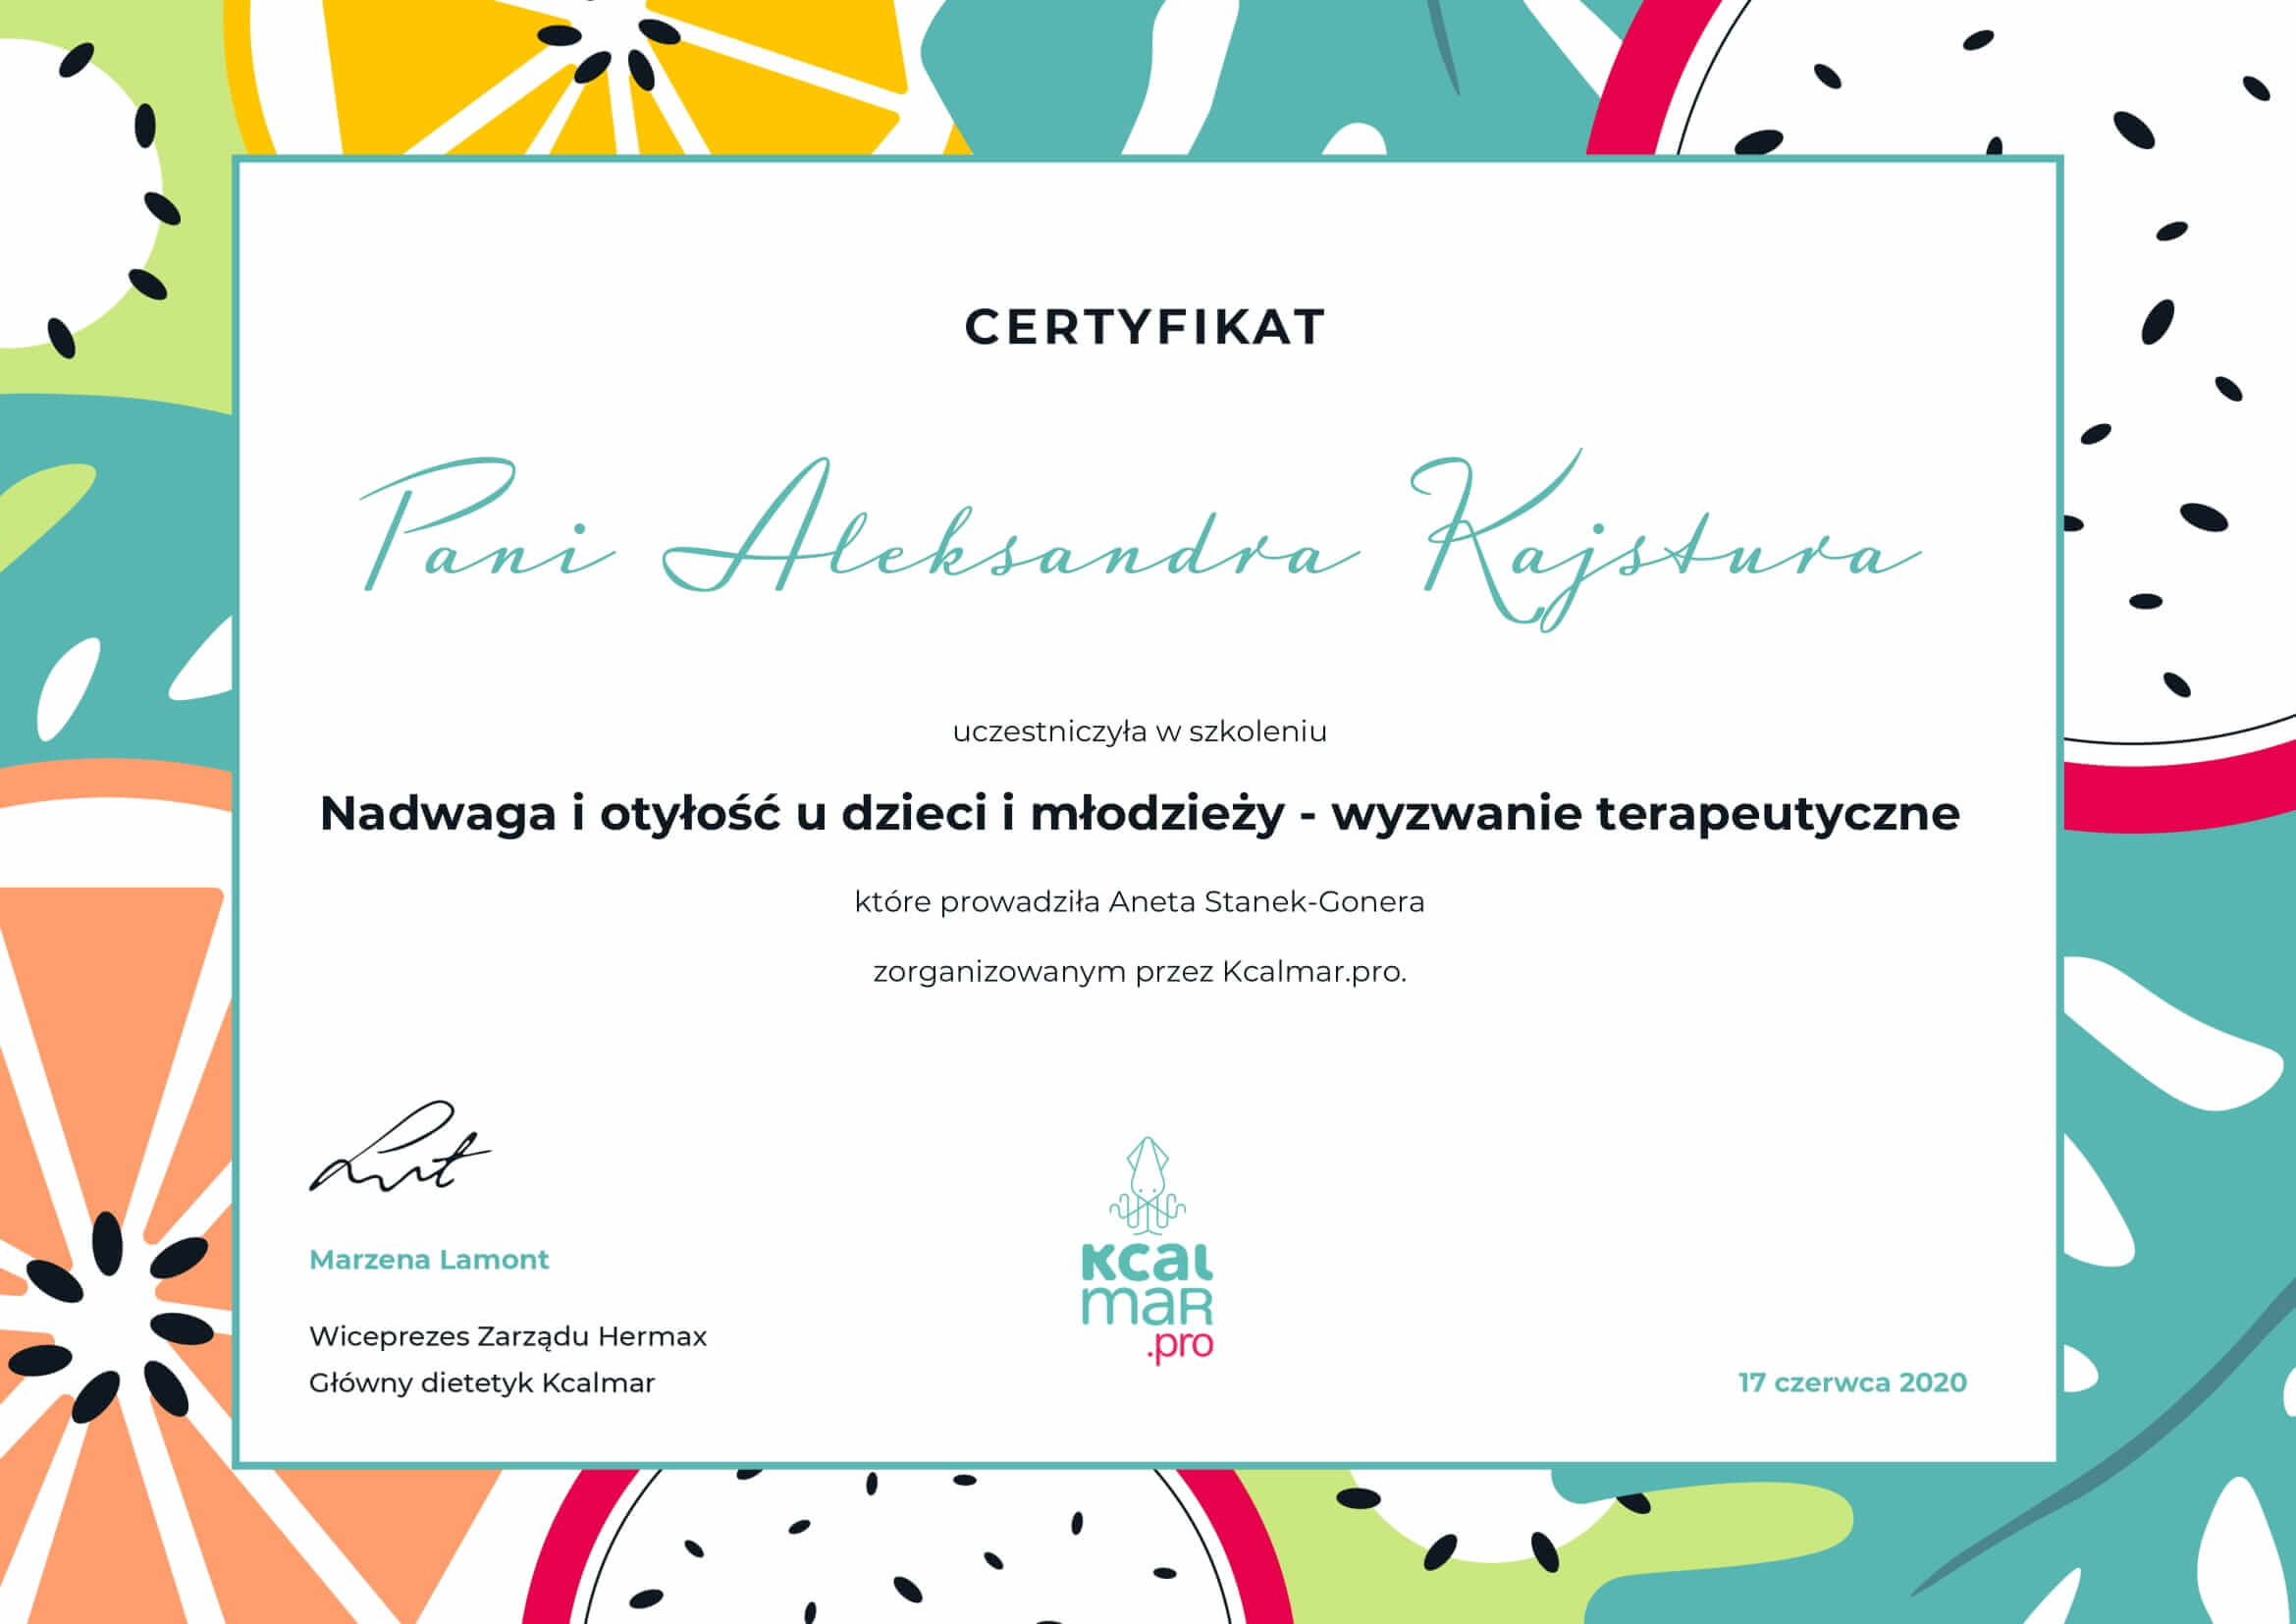 CERTYFIKAT
Pani Aleksandra Kajstura
uczestniczyła w szkoleniu
Nadwaga i otyłość u dzieci i młodzieży - wyzwanie terapeutyczne
które prowadziła Aneta Stanek-Gonera
zorganizowanym przez Kcalmar.pro.
Marzena Lamont
Wiceprezes Zarządu Hermax
Główny dietetyk Kcalmar
kcal
maR
.pro
17 czerwca 2020